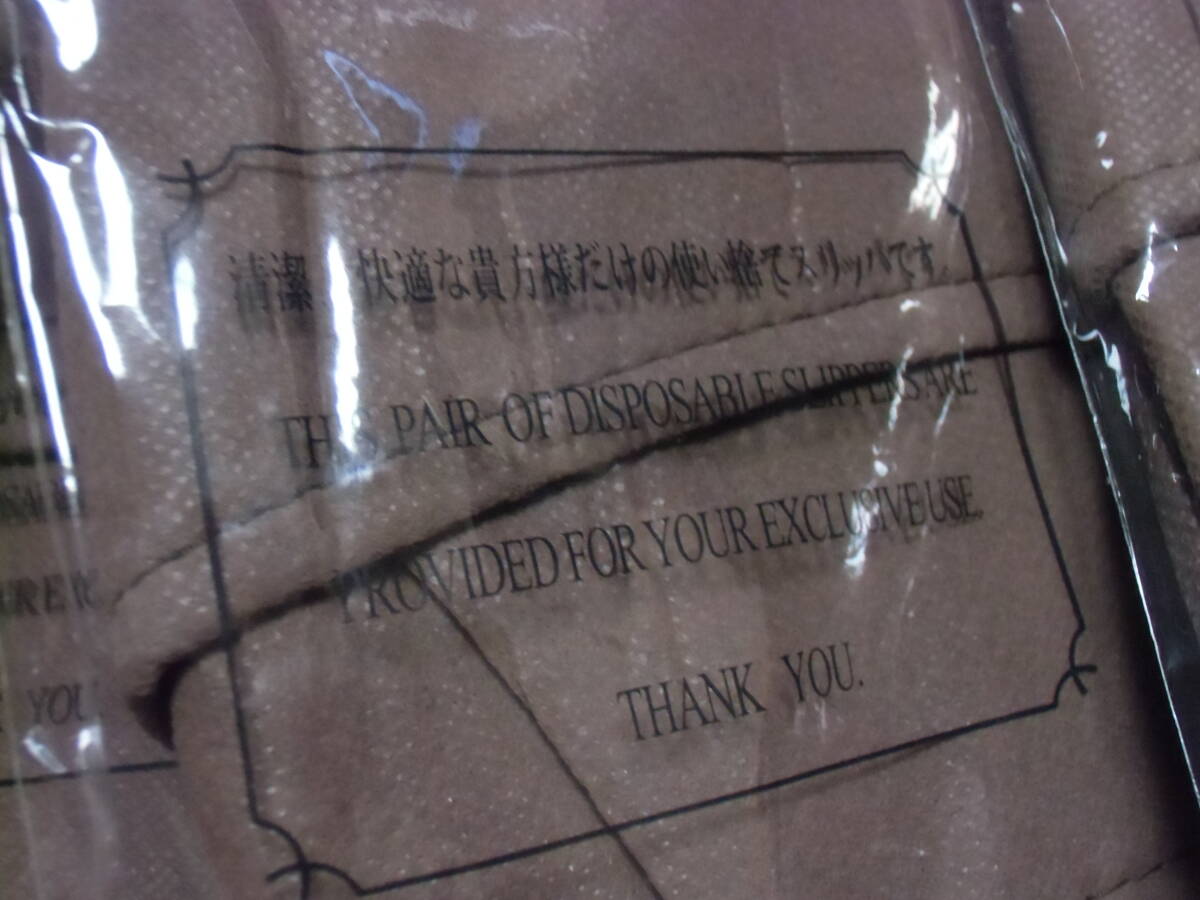 清潔 快適な貴方様だけの使い捨てスリッパです
THIS PAIR OF DISPOSABLE SLIPPERS ARE
PROVIDED FOR YOUR EXCLUSIVE USE.
THANK YOU.
YOU